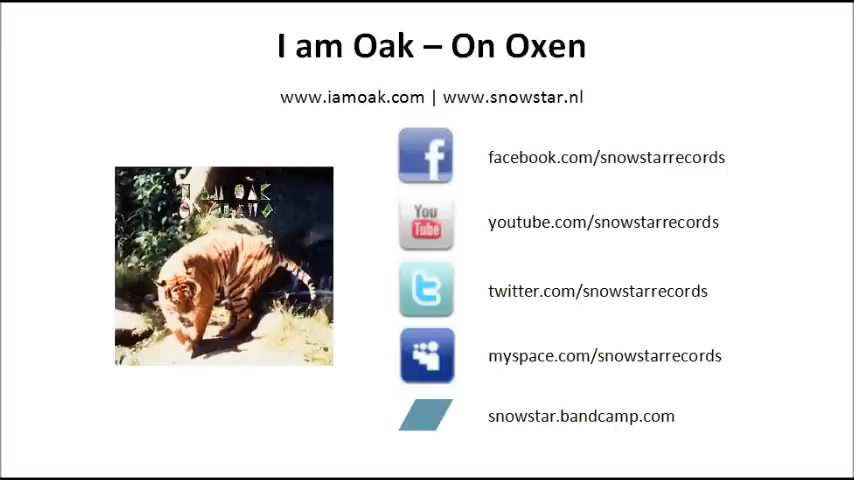 I am Oak – On Oxen
www.iamoak.com | www.snowstar.nl
I AM OAK
f
facebook.com/snowstarrecords
You
Tube
youtube.com/snowstarrecords
t
twitter.com/snowstarrecords
myspace.com/snowstarrecords
snowstar.bandcamp.com